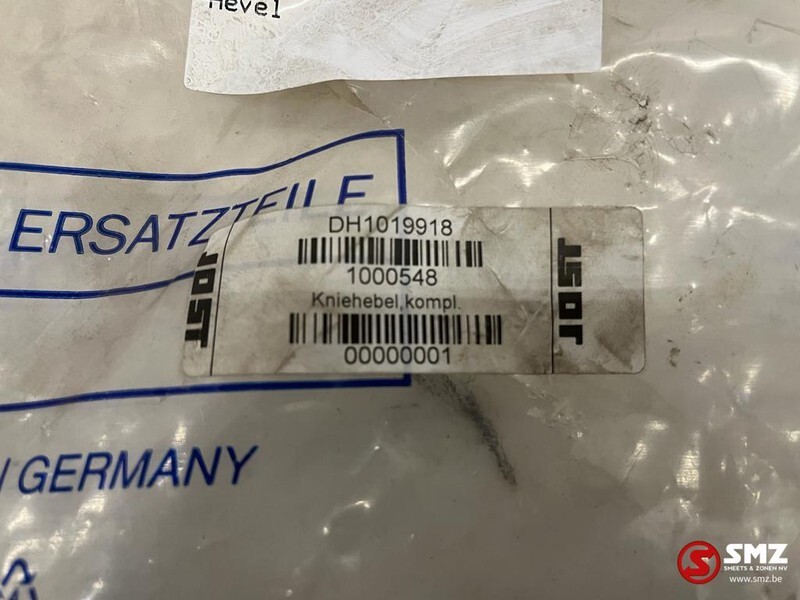 Hevel
ERSATZTEILE
DH1019918
1000548
Kniehebel,kompl.
00000001
JOST
JOST
N GERMANY
SMZ
SMEETS & ZONEN NV
www.smz.be